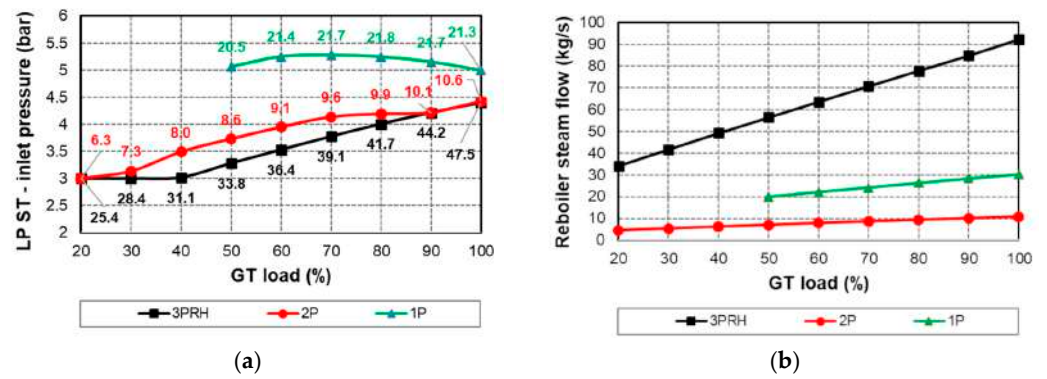 LP ST - inlet pressure (bar)
6
5.5
5
4.5
4
3.5
3
2.5
2
20.5 21.4 21.7 21.8 21.7 21.3
6.3 7.3 8.0 8.6 9.1 9.6 9.9 10.1 10.6
25.4 28.4 31.1 33.8 36.4 39.1 41.7 44.2 47.5
20 30 40 50 60 70 80 90 100
GT load (%)
3PRH 2P 1P
(a)
Reboiler steam flow (kg/s)
100
90
80
70
60
50
40
30
20
10
0
20 30 40 50 60 70 80 90 100
GT load (%)
3PRH 2P 1P
(b)